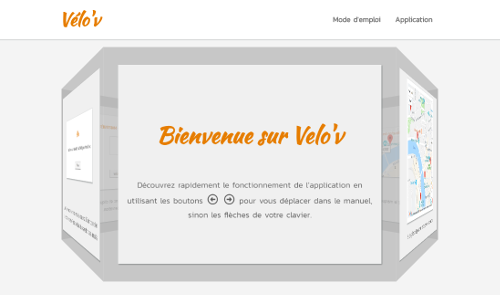 Vélo'v
Mode d'emploi Application
Bienvenue sur Velo'v
Découvrez rapidement le fonctionnement de l'application en
utilisant les boutons pour vous déplacer dans le manuel,
sinon les flèches de votre clavier.